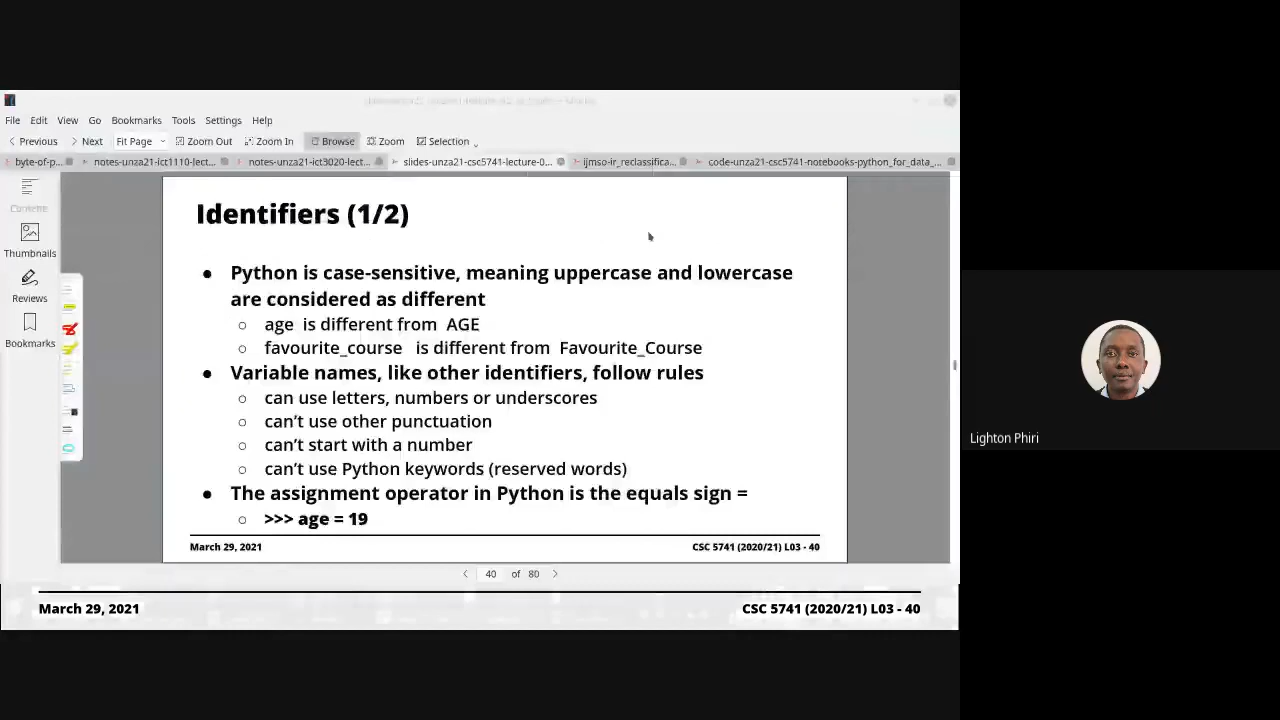 File Edit View Go Bookmarks Tools Settings Help
Previous Next Fit Page Zoom Out Zoom In Browse Zoom Selection
byte-of-p... notes-unza21-ict1110-lect... notes-unza21-ict3020-lect... slides-unza21-csc5741-lecture-0... ijmso-ir_reclassifica... code-unza21-csc5741-notebooks-python_for_data_...
Contents
Thumbnails
Reviews
Bookmarks
Identifiers (1/2)
● Python is case-sensitive, meaning uppercase and lowercase
are considered as different
○ age is different from AGE
○ favourite_course is different from Favourite_Course
● Variable names, like other identifiers, follow rules
○ can use letters, numbers or underscores
○ can’t use other punctuation
○ can’t start with a number
○ can’t use Python keywords (reserved words)
● The assignment operator in Python is the equals sign =
○ >>> age = 19
March 29, 2021 CSC 5741 (2020/21) L03 - 40
40 of 80
March 29, 2021 CSC 5741 (2020/21) L03 - 40
Lighton Phiri